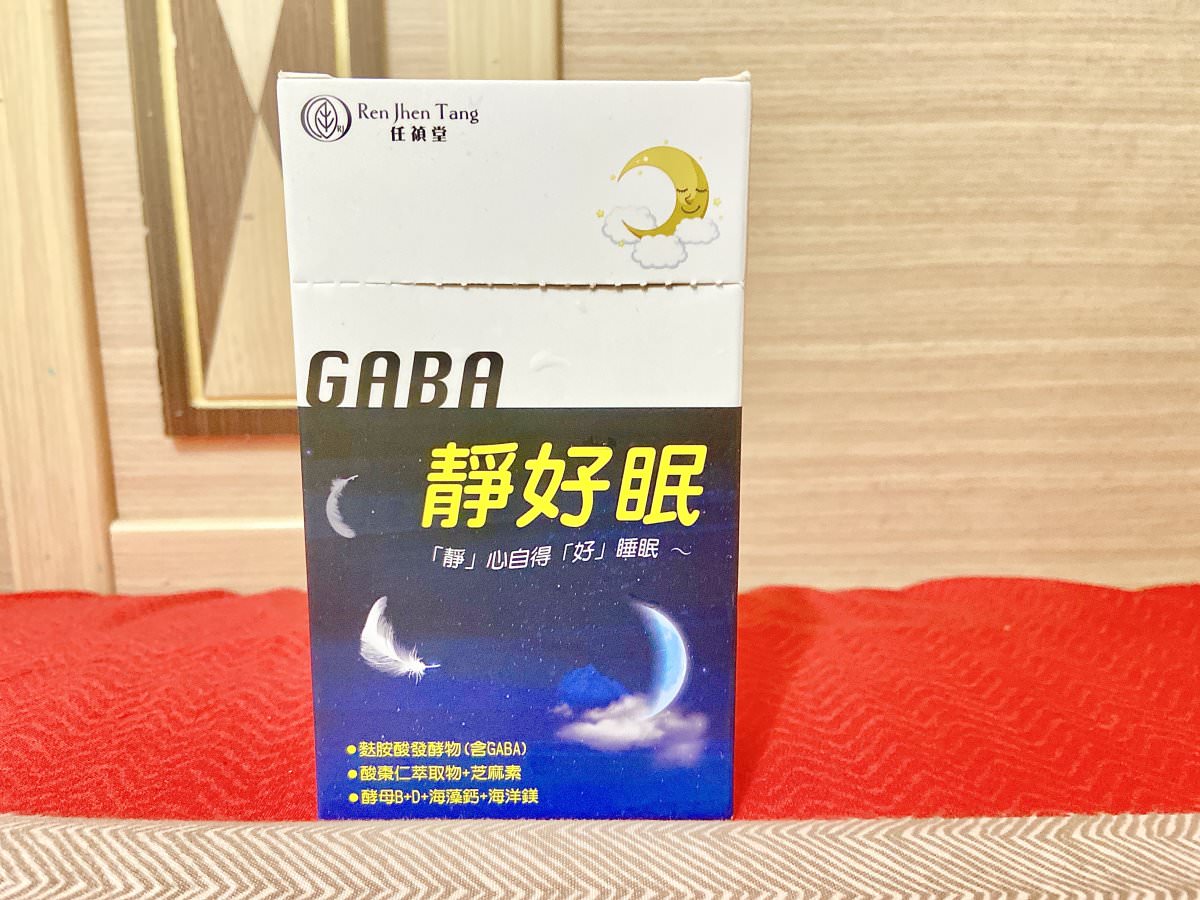 Ren Jhen Tang
任禎堂
GABA
靜好眠
「靜」心自得「好」睡眠～
●麩胺酸發酵物(含GABA)
●酸棗仁萃取物+芝麻素
●酵母B+D+海藻鈣+海洋鎂